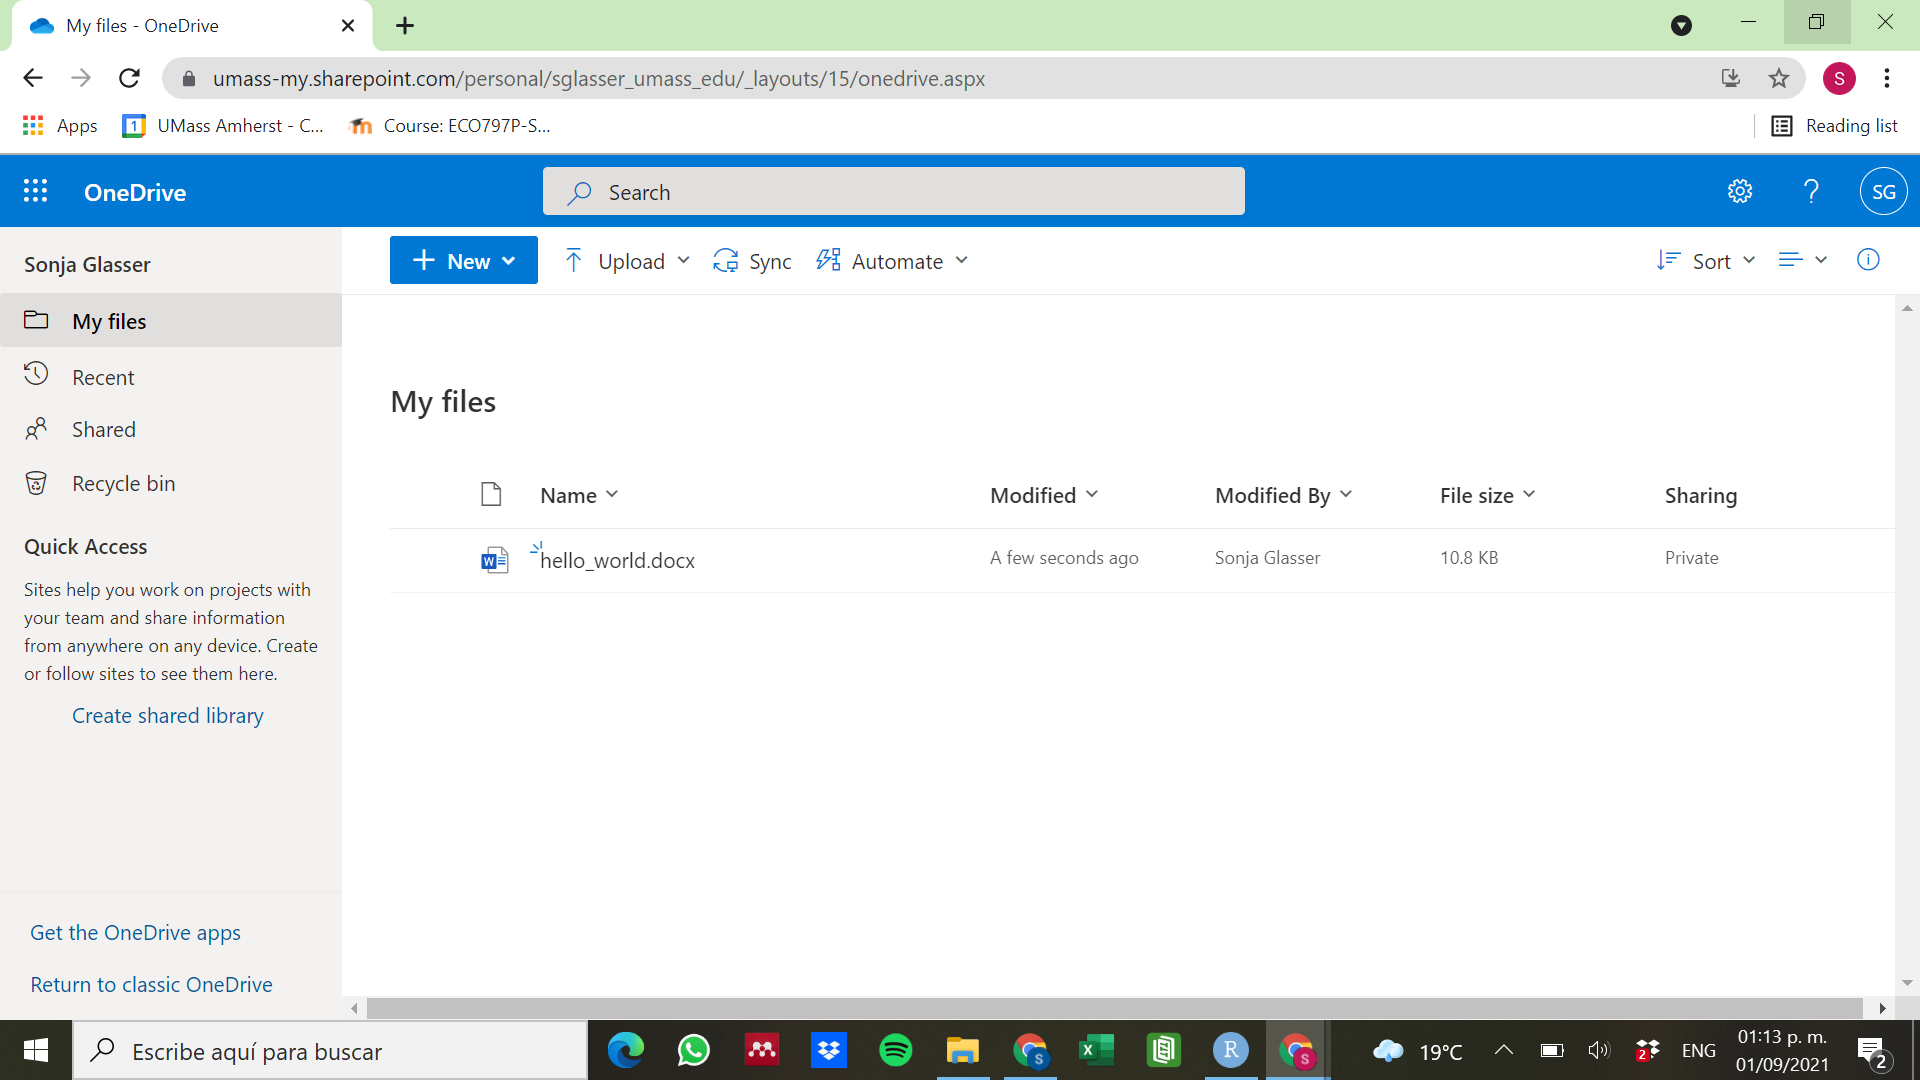 My files - OneDrive
umass-my.sharepoint.com/personal/sglasser_umass_edu/_layouts/15/onedrive.aspx
S
Apps
1
UMass Amherst - C...
Course: ECO797P-S...
Reading list
OneDrive
Search
?
SG
Sonja Glasser
New
Upload
Sync
Automate
Sort
My files
Recent
Shared
Recycle bin
Quick Access
Sites help you work on projects with
your team and share information
from anywhere on any device. Create
or follow sites to see them here.
Create shared library
Get the OneDrive apps
Return to classic OneDrive
My files
Name
Modified
Modified By
File size
Sharing
W
hello_world.docx
A few seconds ago
Sonja Glasser
10.8 KB
Private
Escribe aquí para buscar
S
X
R
S
19°C
2
ENG
01:13 p. m.
01/09/2021
2